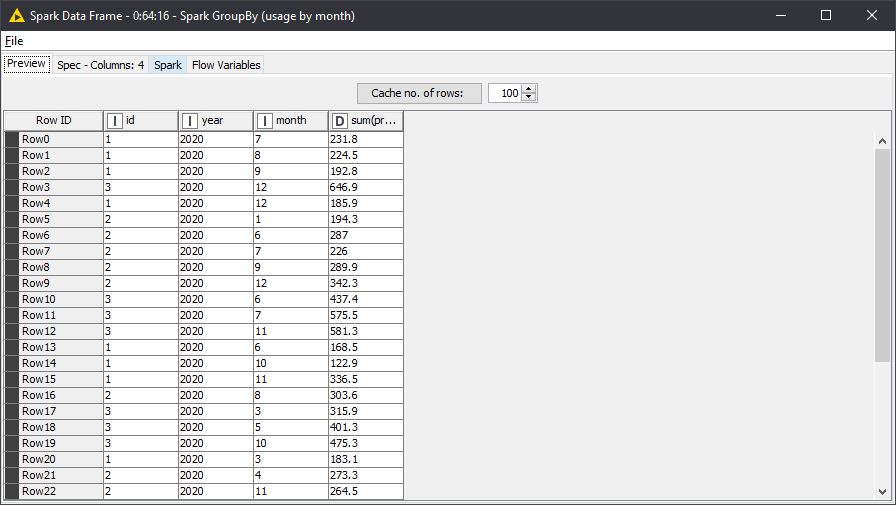 Spark Data Frame - 0:64:16 - Spark GroupBy (usage by month)
File
Preview Spec - Columns: 4 Spark Flow Variables
Cache no. of rows: 100
Row ID I id I year I month D sum(pr...
Row0 1 2020 7 231.8
Row1 1 2020 8 224.5
Row2 1 2020 9 192.8
Row3 3 2020 12 646.9
Row4 1 2020 12 185.9
Row5 2 2020 1 194.3
Row6 2 2020 6 287
Row7 2 2020 7 226
Row8 2 2020 9 289.9
Row9 2 2020 12 342.3
Row10 3 2020 6 437.4
Row11 3 2020 7 575.5
Row12 3 2020 11 581.3
Row13 1 2020 6 168.5
Row14 1 2020 10 122.9
Row15 1 2020 11 336.5
Row16 2 2020 8 303.6
Row17 3 2020 3 315.9
Row18 3 2020 5 401.3
Row19 3 2020 10 475.3
Row20 1 2020 3 183.1
Row21 2 2020 4 273.3
Row22 2 2020 11 264.5